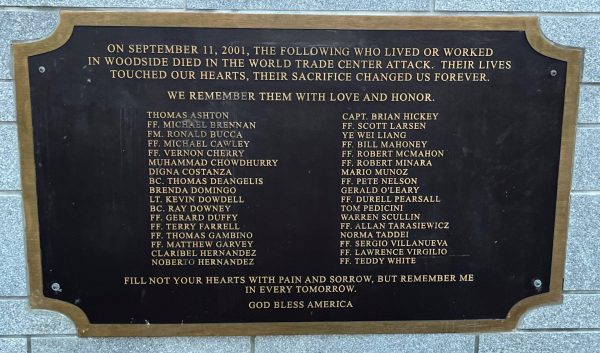 ON SEPTEMBER 11, 2001, THE FOLLOWING WHO LIVED OR WORKED
IN WOODSIDE DIED IN THE WORLD TRADE CENTER ATTACK. THEIR LIVES
TOUCHED OUR HEARTS, THEIR SACRIFICE CHANGED US FOREVER.
WE REMEMBER THEM WITH LOVE AND HONOR.
THOMAS ASHTON
FF. MICHAEL BRENNAN
FM. RONALD BUCCA
FF. MICHAEL CAWLEY
FF. VERNON CHERRY
MUHAMMAD CHOWDHURRY
DIGNA COSTANZA
BC. THOMAS DEANGELIS
BRENDA DOMINGO
LT. KEVIN DOWDELL
BC. RAY DOWNEY
FF. GERARD DUFFY
FF. TERRY FARRELL
FF. THOMAS GAMBINO
FF. MATTHEW GARVEY
CLARIBEL HERNANDEZ
NOBERTO HERNANDEZ
CAPT. BRIAN HICKEY
FF. SCOTT LARSEN
YE WEI LIANG
FF. BILL MAHONEY
FF. ROBERT MCMAHON
FF. ROBERT MINARA
MARIO MUNOZ
FF. PETE NELSON
GERALD O'LEARY
FF. DURELL PEARSALL
TOM PEDICINI
WARREN SCULLIN
FF. ALLAN TARASIEWICZ
NORMA TADDEI
FF. SERGIO VILLANUEVA
FF. LAWRENCE VIRGILIO
FF. TEDDY WHITE
FILL NOT YOUR HEARTS WITH PAIN AND SORROW, BUT REMEMBER ME
IN EVERY TOMORROW.
GOD BLESS AMERICA